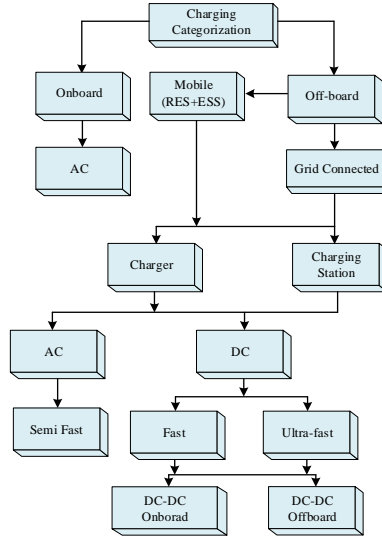 Charging
Categorization
Onboard
Mobile
(RES+ESS)
Off-board
AC
Grid Connected
Charger
Charging
Station
AC
DC
Semi Fast
Fast
Ultra-fast
DC-DC
Onborad
DC-DC
Offboard